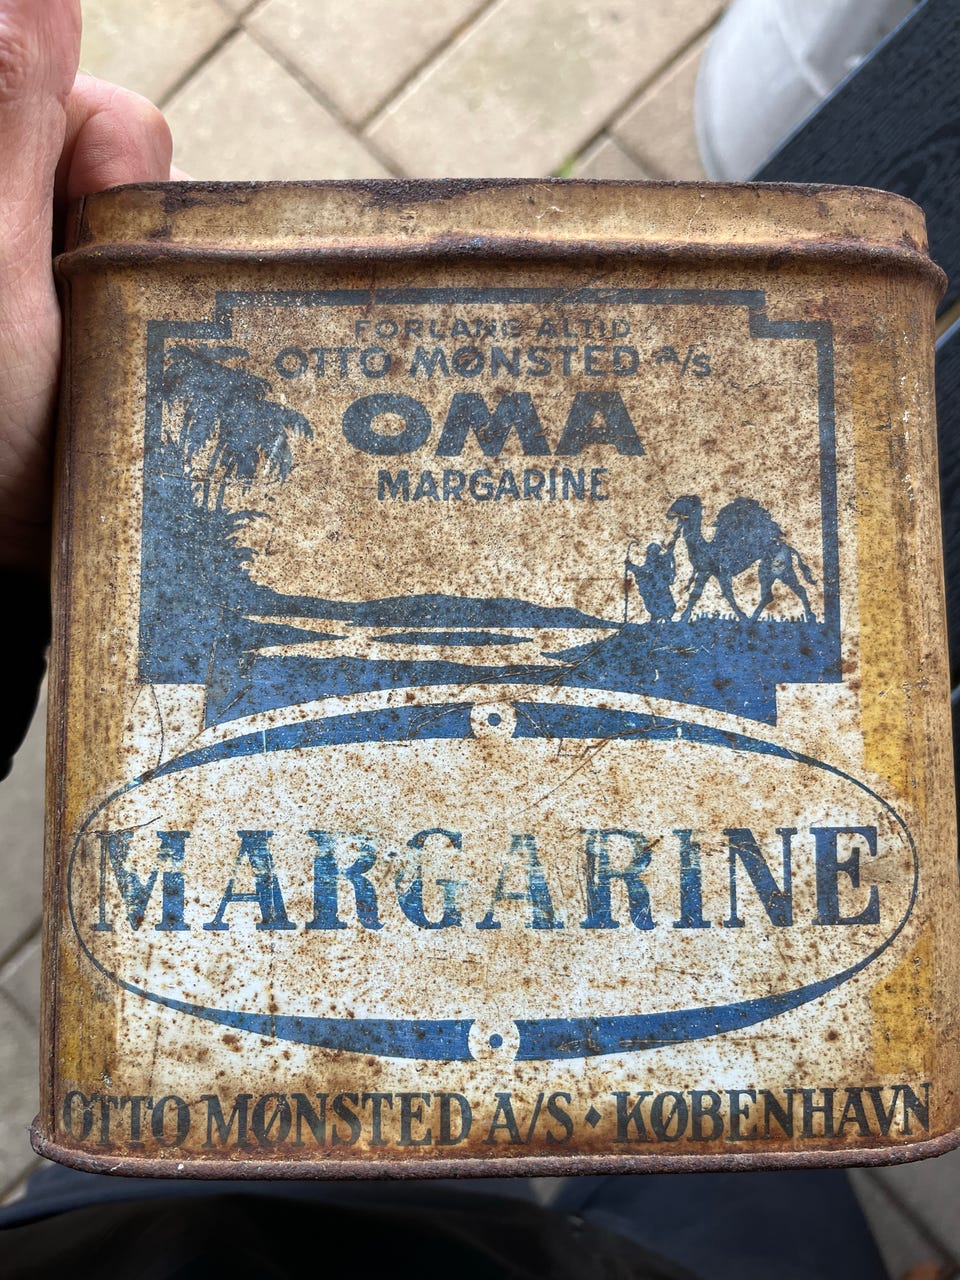 FORLANG ALTID
OTTO MØNSTED A/S
OMA
MARGARINE
MARGARINE
OTTO MØNSTED A/S ♦ KØBENHAVN